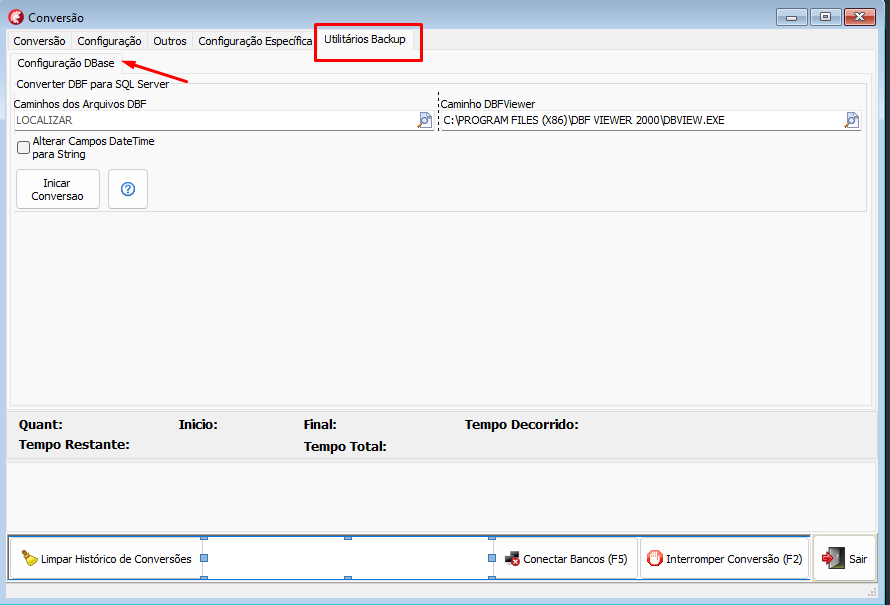 Conversão
Conversão Configuração Outros Configuração Específica Utilitários Backup
Configuração DBase
Converter DBF para SQL Server
Caminhos dos Arquivos DBF Caminho DBFViewer
LOCALIZAR C:\PROGRAM FILES (X86)\DBF VIEWER 2000\DBVIEW.EXE
Alterar Campos DateTime
para String
Inicar
Conversao
?
Quant: Inicio: Final: Tempo Decorrido:
Tempo Restante: Tempo Total:
Limpar Histórico de Conversões Conectar Bancos (F5) Interromper Conversão (F2) Sair